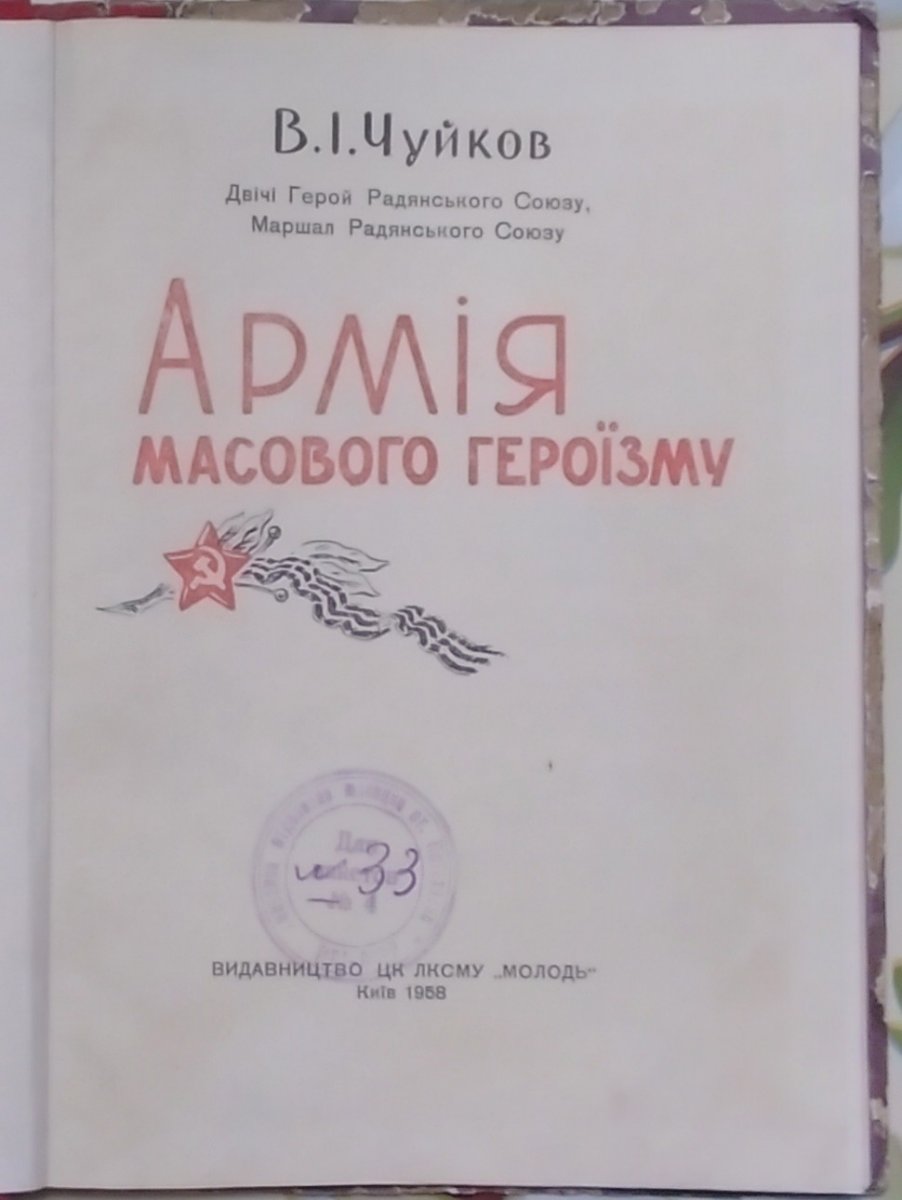 В.І.Чуйков
Двічі Герой Радянського Союзу,
Маршал Радянського Союзу
Армія
МАСОВОГО ГЕРОЇЗМУ
33
ВИДАВНИЦТВО ЦК ЛКСМУ „МОЛОДЬ“
Київ 1958